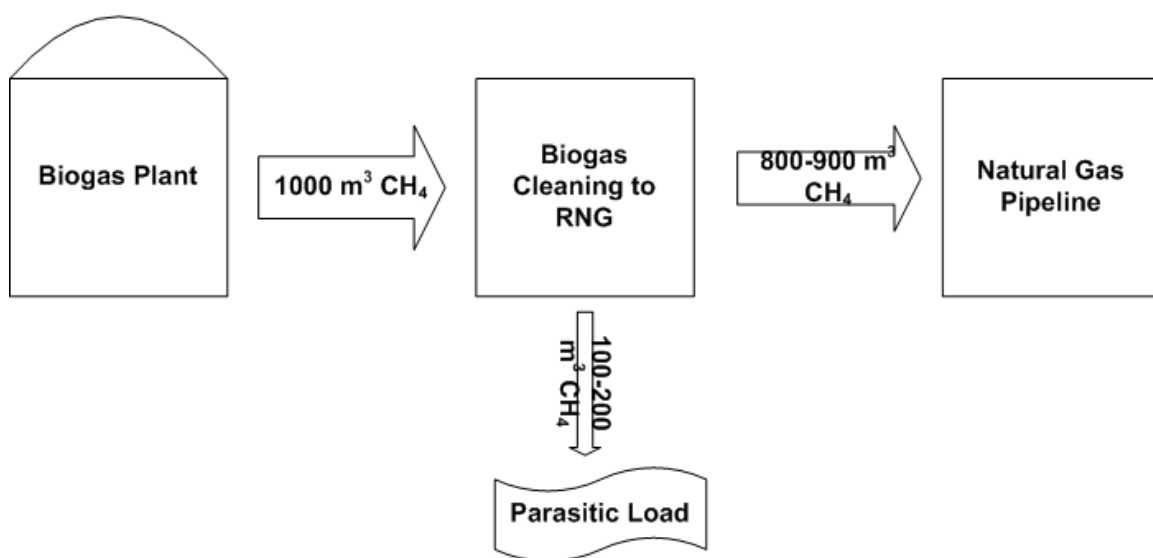 Biogas Plant
1000 m³ CH₄
Biogas
Cleaning to
RNG
800-900 m³
CH₄
Natural Gas
Pipeline
100-200
m³ CH₄
Parasitic Load